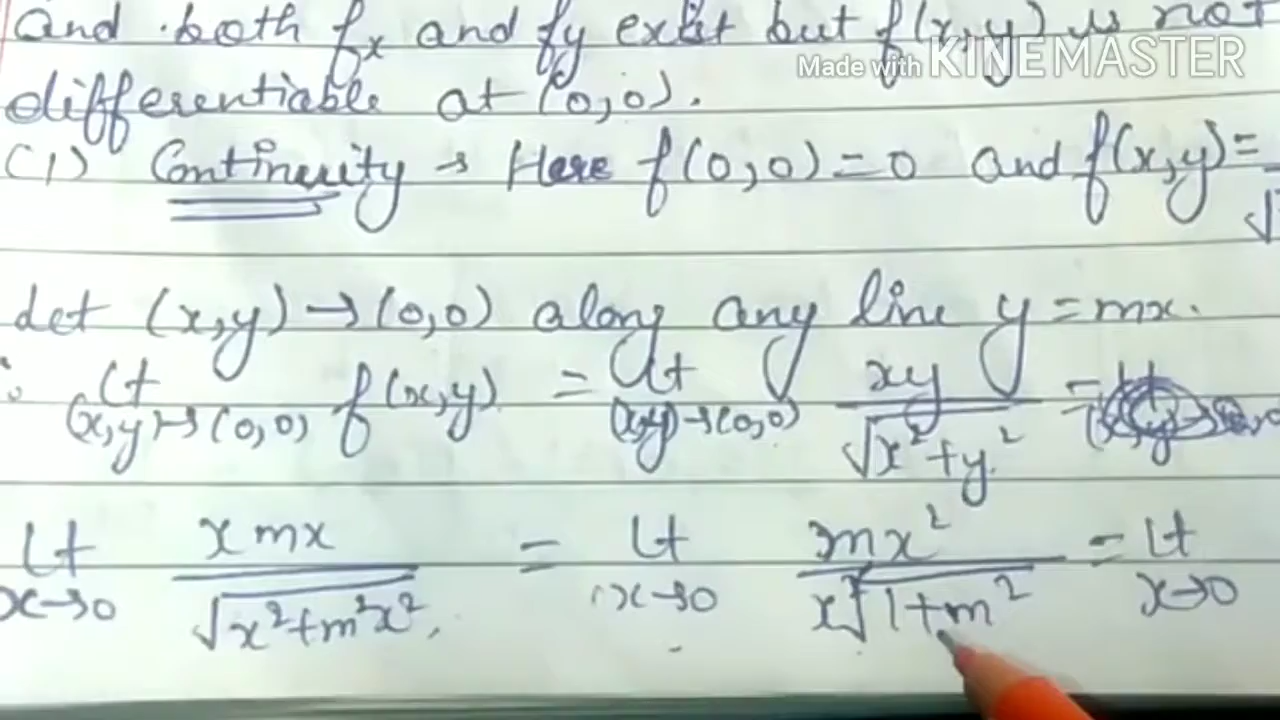 and both fx and fy exist but f(x,y) is not
Made with KINEMASTER
differentiable at (0,0).
(1) Continuity → Here f(0,0)=0 and f(x,y)=
√
Let (x,y)→(0,0) along any line y=mx.
Lt (x,y)→(0,0) f(x,y) = Lt (x,y)→(0,0) xy/√x²+y² = Lt
Lt x→0 x mx/√x²+m²x² = Lt x→0 mx²/x√1+m² = Lt x→0